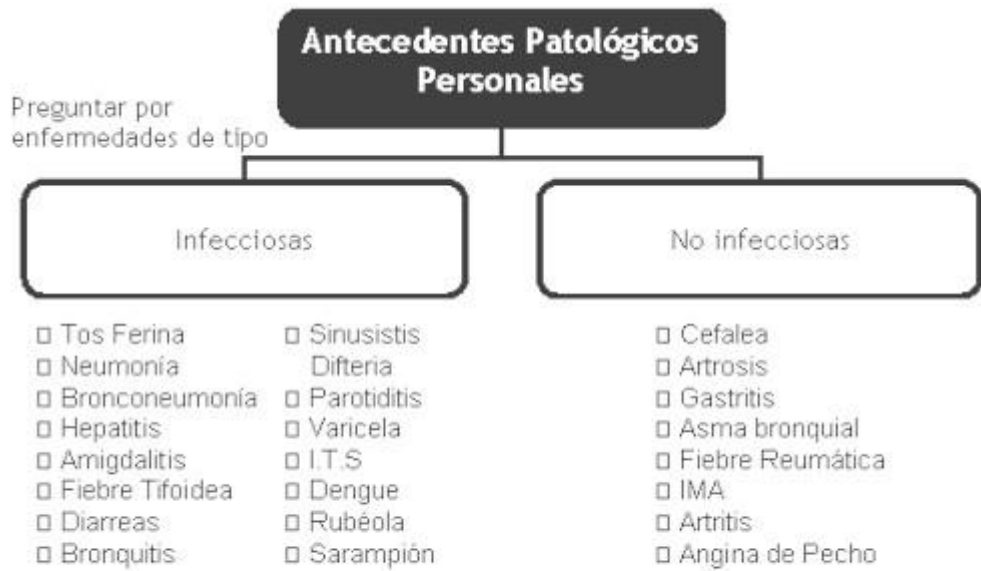 Antecedentes Patológicos
Personales
Preguntar por
enfermedades de tipo
Infecciosas
No infecciosas
Tos Ferina
Neumonía
Bronconeumonía
Hepatitis
Amigdalitis
Fiebre Tifoidea
Diarreas
Bronquitis
Sinusistis
Difteria
Parotiditis
Varicela
I.T.S
Dengue
Rubéola
Sarampión
Cefalea
Artrosis
Gastritis
Asma bronquial
Fiebre Reumática
IMA
Artritis
Angina de Pecho